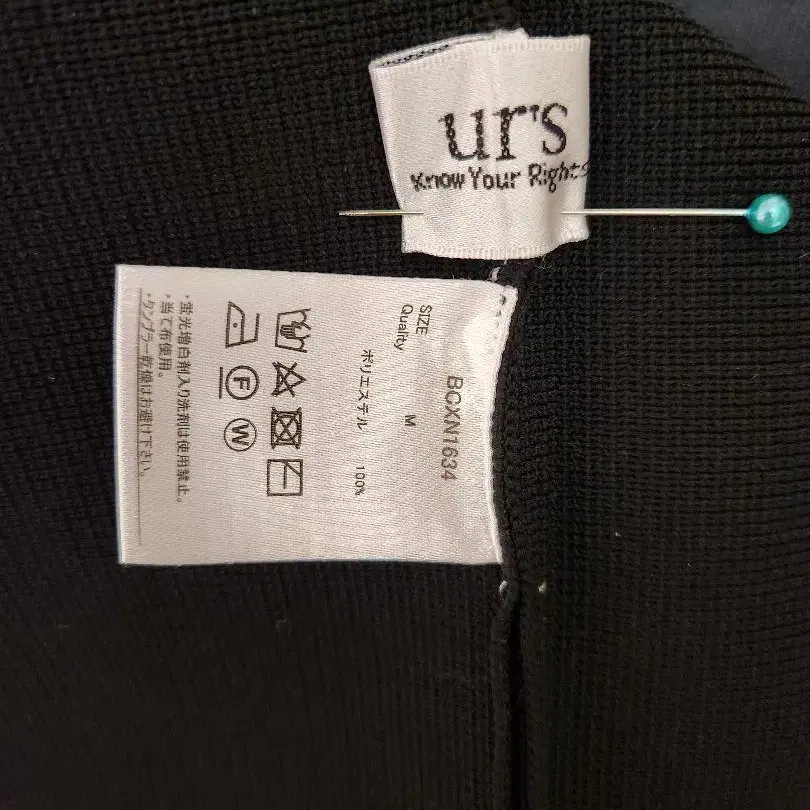 ur's
Know Your Rights
BCXN1634
SIZE M
Quality
ポリエステル 100%
F
W
・蛍光増白剤入り洗剤は使用禁止。
・当て布使用。
・タンブラー乾燥はお避け下さい。